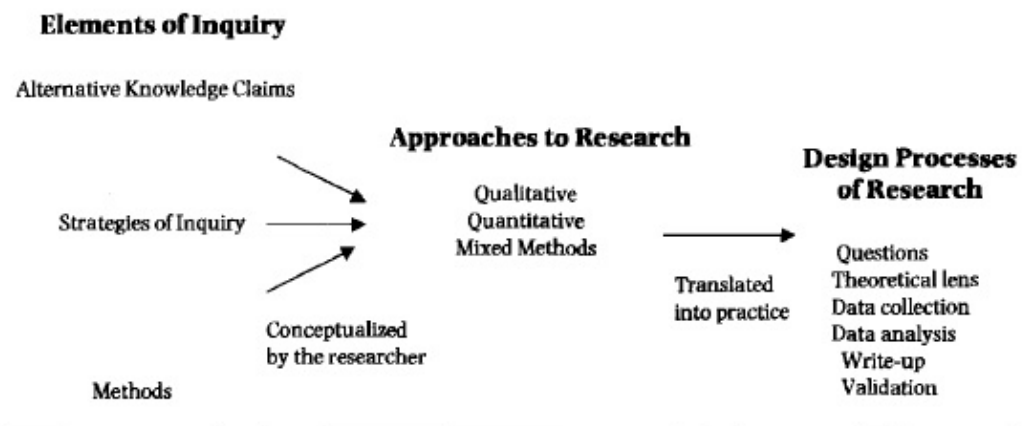 Elements of Inquiry
Alternative Knowledge Claims
Strategies of Inquiry
Methods
Conceptualized
by the researcher
Approaches to Research
Qualitative
Quantitative
Mixed Methods
Translated
into practice
Design Processes
of Research
Questions
Theoretical lens
Data collection
Data analysis
Write-up
Validation